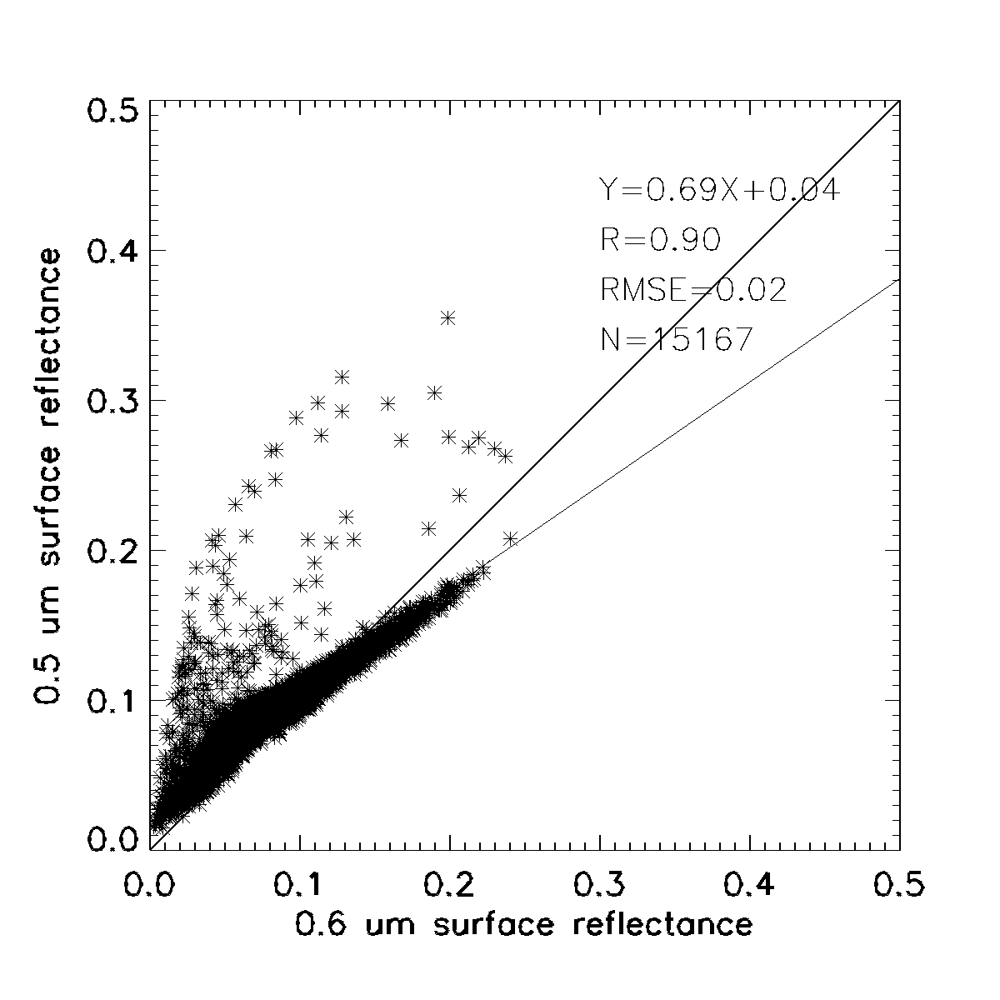 0.5
0.4
0.3
0.2
0.1
0.0
0.5 um surface reflectance
Y=0.69X+0.04
R=0.90
RMSE=0.02
N=15167
0.0 0.1 0.2 0.3 0.4 0.5
0.6 um surface reflectance